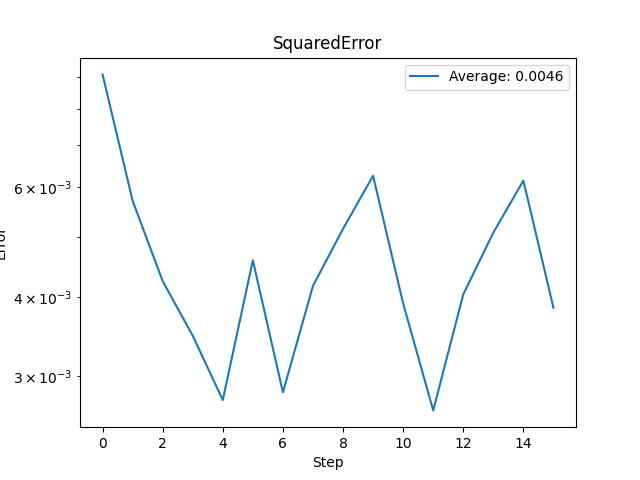 SquaredError
Average: 0.0046
6 × 10⁻³
4 × 10⁻³
3 × 10⁻³
Error
0 2 4 6 8 10 12 14
Step